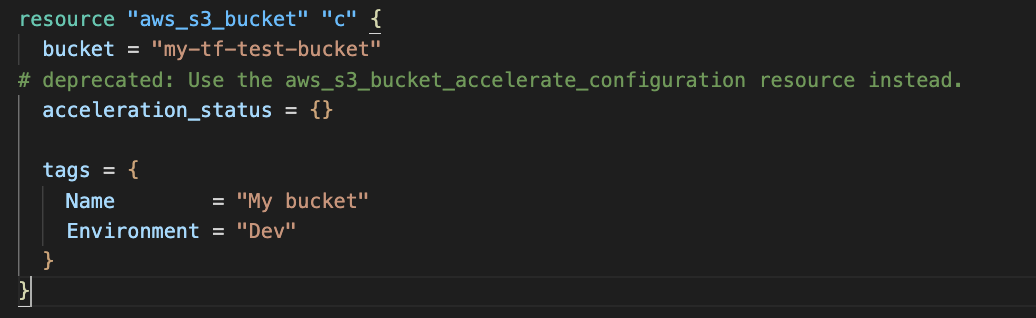 resource "aws_s3_bucket" "c" {
  bucket = "my-tf-test-bucket"
# deprecated: Use the aws_s3_bucket_accelerate_configuration resource instead.
  acceleration_status = {}

  tags = {
    Name        = "My bucket"
    Environment = "Dev"
  }
}